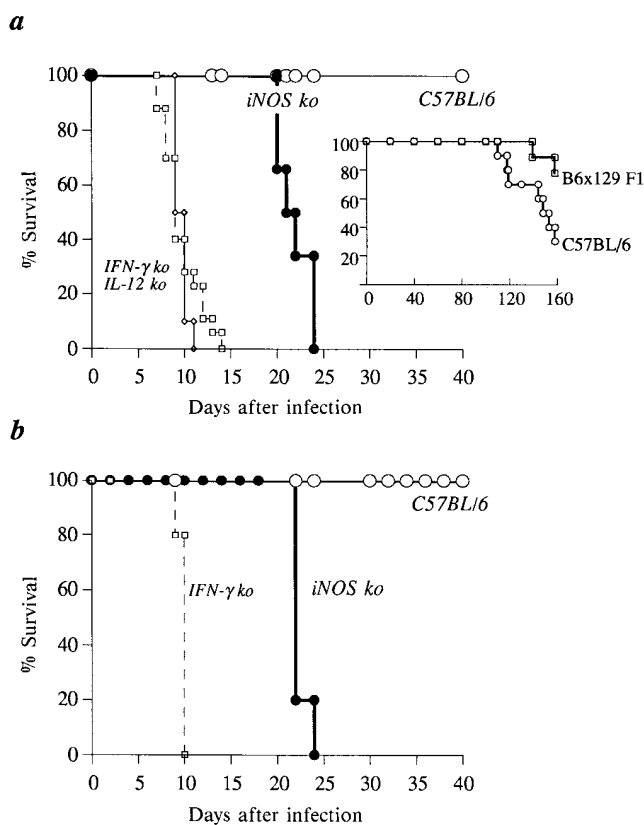 a
100
80
60
40
20
0
% Survival
iNOS ko
C57BL/6
IFN-γ ko
IL-12 ko
0 5 10 15 20 25 30 35 40
Days after infection
100
80
60
40
20
B6x129 F1
C57BL/6
0 40 80 120 160
b
100
80
60
40
20
0
% Survival
C57BL/6
IFN-γ ko
iNOS ko
0 5 10 15 20 25 30 35 40
Days after infection